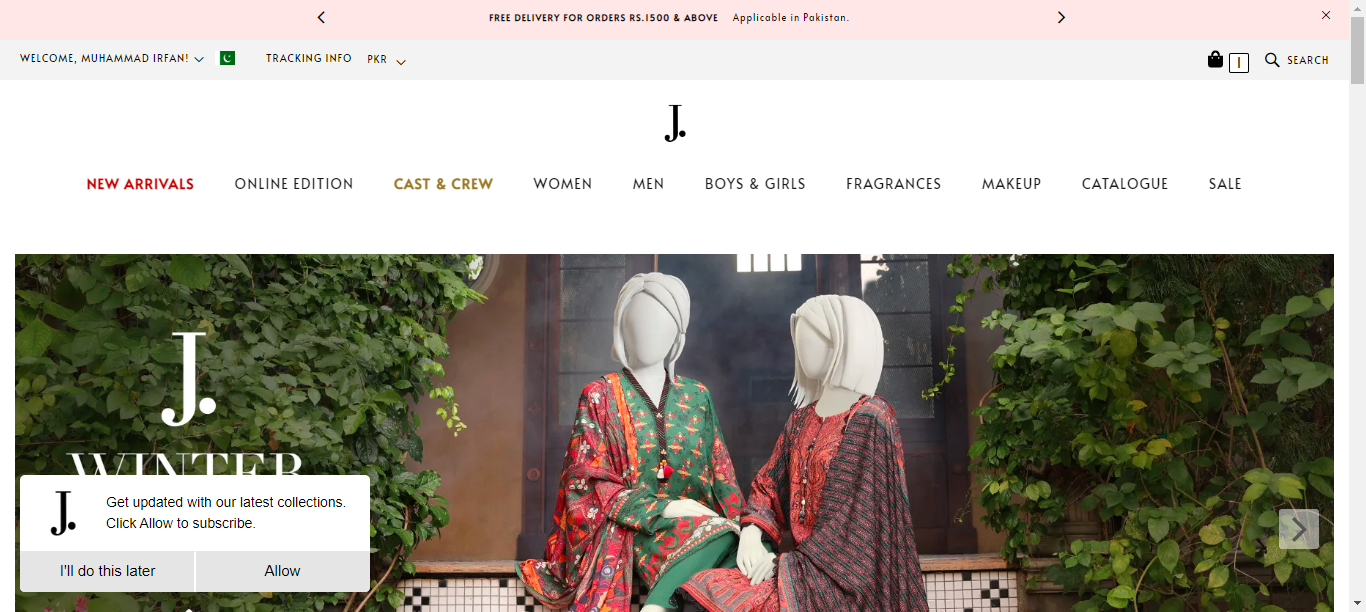 FREE DELIVERY FOR ORDERS RS.1500 & ABOVE Applicable in Pakistan.
WELCOME, MUHAMMAD IRFAN! TRACKING INFO PKR 1 SEARCH
J.
NEW ARRIVALS ONLINE EDITION CAST & CREW WOMEN MEN BOYS & GIRLS FRAGRANCES MAKEUP CATALOGUE SALE
J.
WINTER
J.
Get updated with our latest collections.
Click Allow to subscribe.
I'll do this later Allow